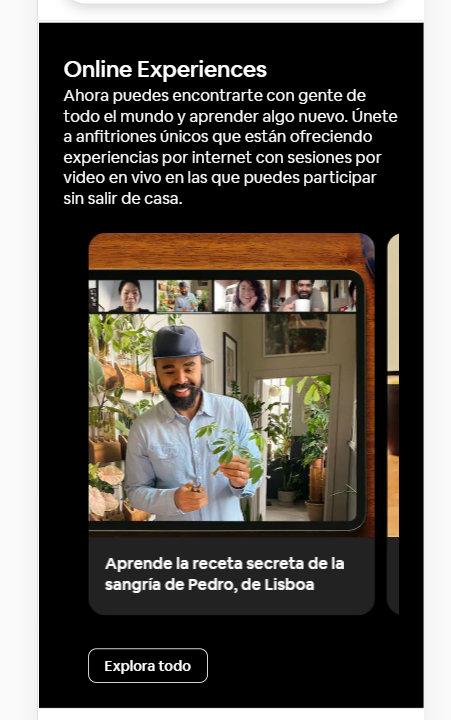 Online Experiences
Ahora puedes encontrarte con gente de
todo el mundo y aprender algo nuevo. Únete
a anfitriones únicos que están ofreciendo
experiencias por internet con sesiones por
video en vivo en las que puedes participar
sin salir de casa.
Aprende la receta secreta de la
sangría de Pedro, de Lisboa
Explora todo